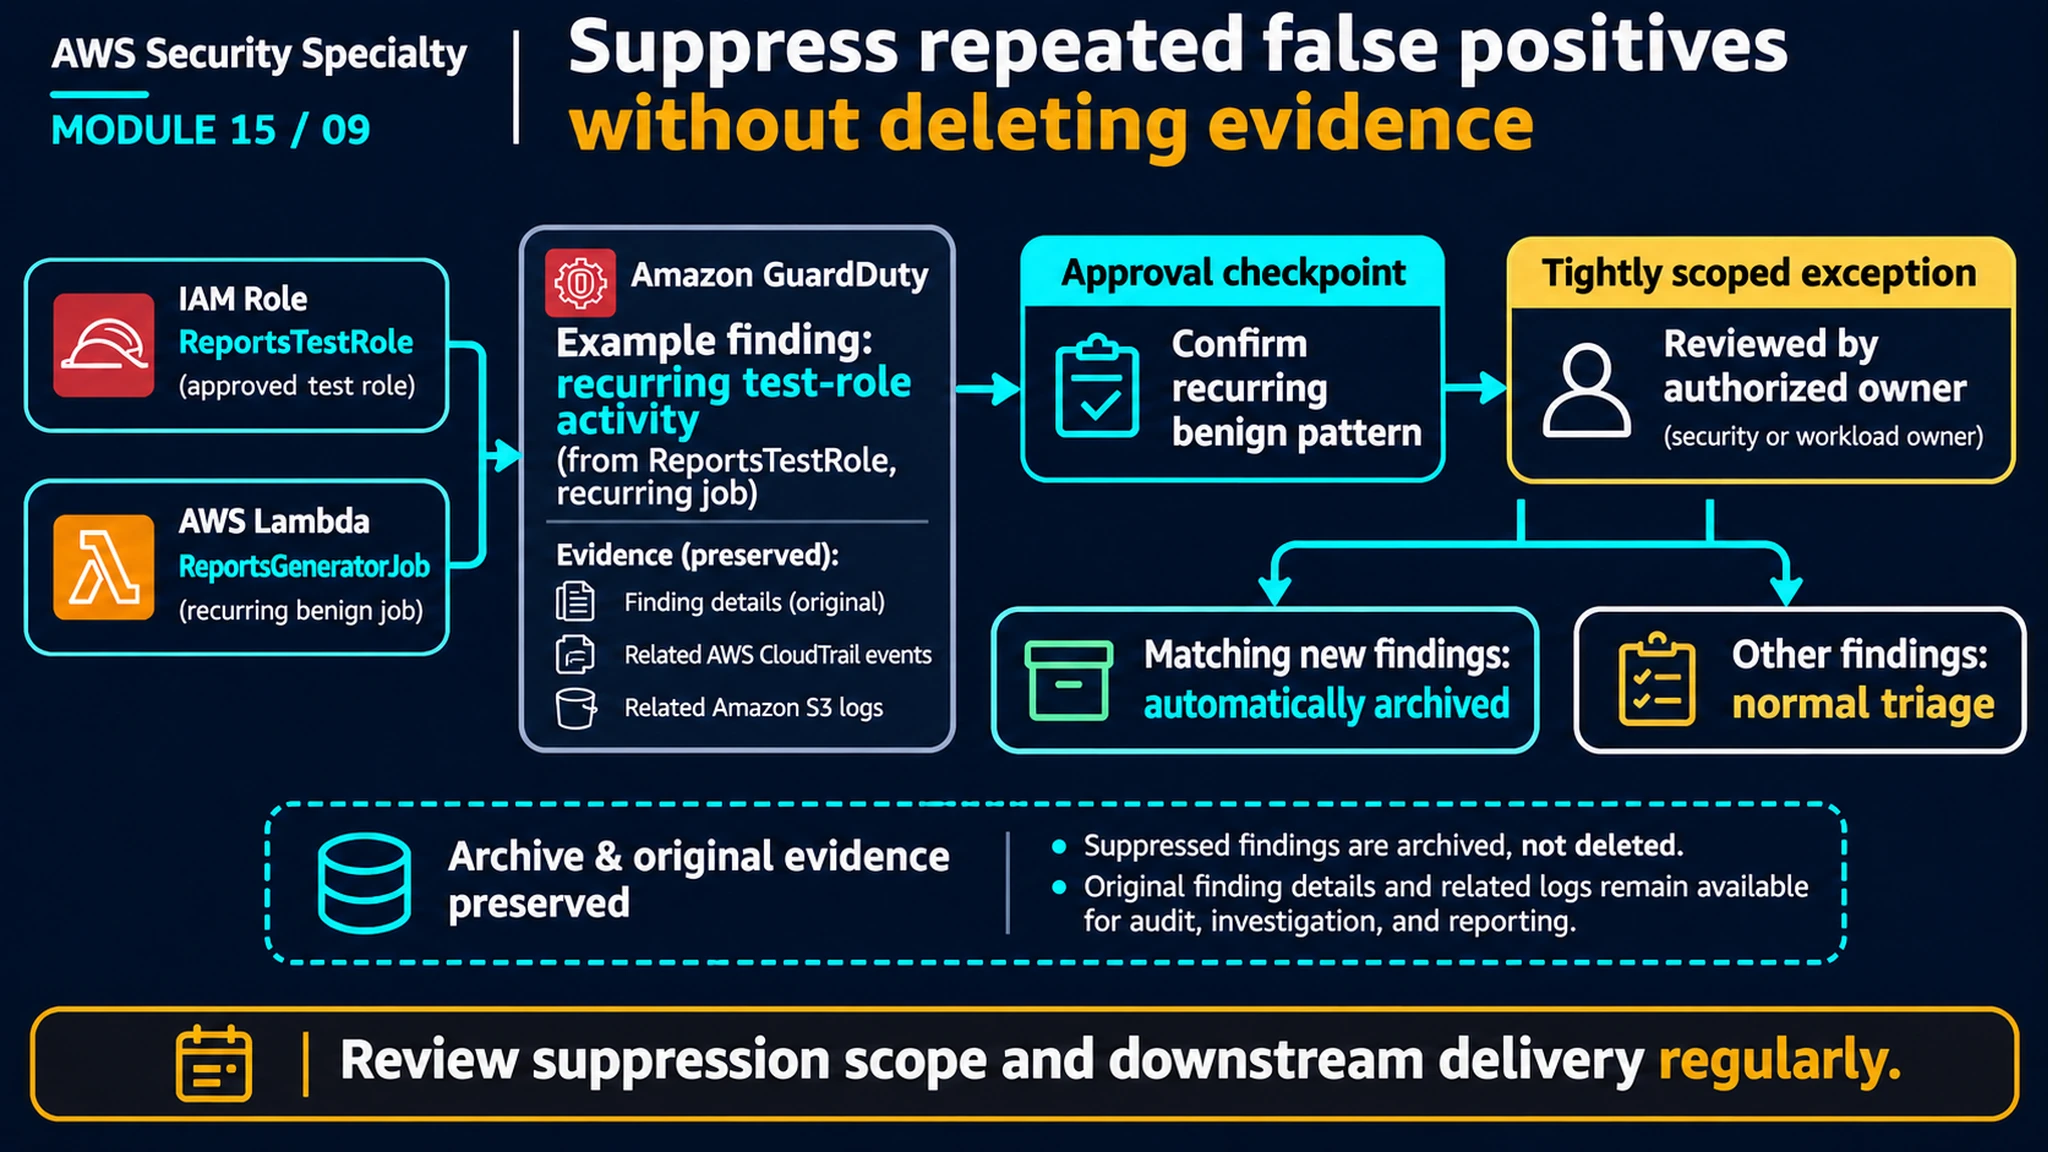 AWS Security Specialty
MODULE 15 / 09
Suppress repeated false positives
without deleting evidence
IAM Role
ReportsTestRole
(approved test role)
AWS Lambda
ReportsGeneratorJob
(recurring benign job)
Amazon GuardDuty
Example finding:
recurring test-role
activity
(from ReportsTestRole,
recurring job)
Evidence (preserved):
Finding details (original)
Related AWS CloudTrail events
Related Amazon S3 logs
Approval checkpoint
Confirm
recurring
benign pattern
Tightly scoped exception
Reviewed by
authorized owner
(security or workload owner)
Matching new findings:
automatically archived
Other findings:
normal triage
Archive & original evidence
preserved
• Suppressed findings are archived, not deleted.
• Original finding details and related logs remain available
for audit, investigation, and reporting.
Review suppression scope and downstream delivery regularly.